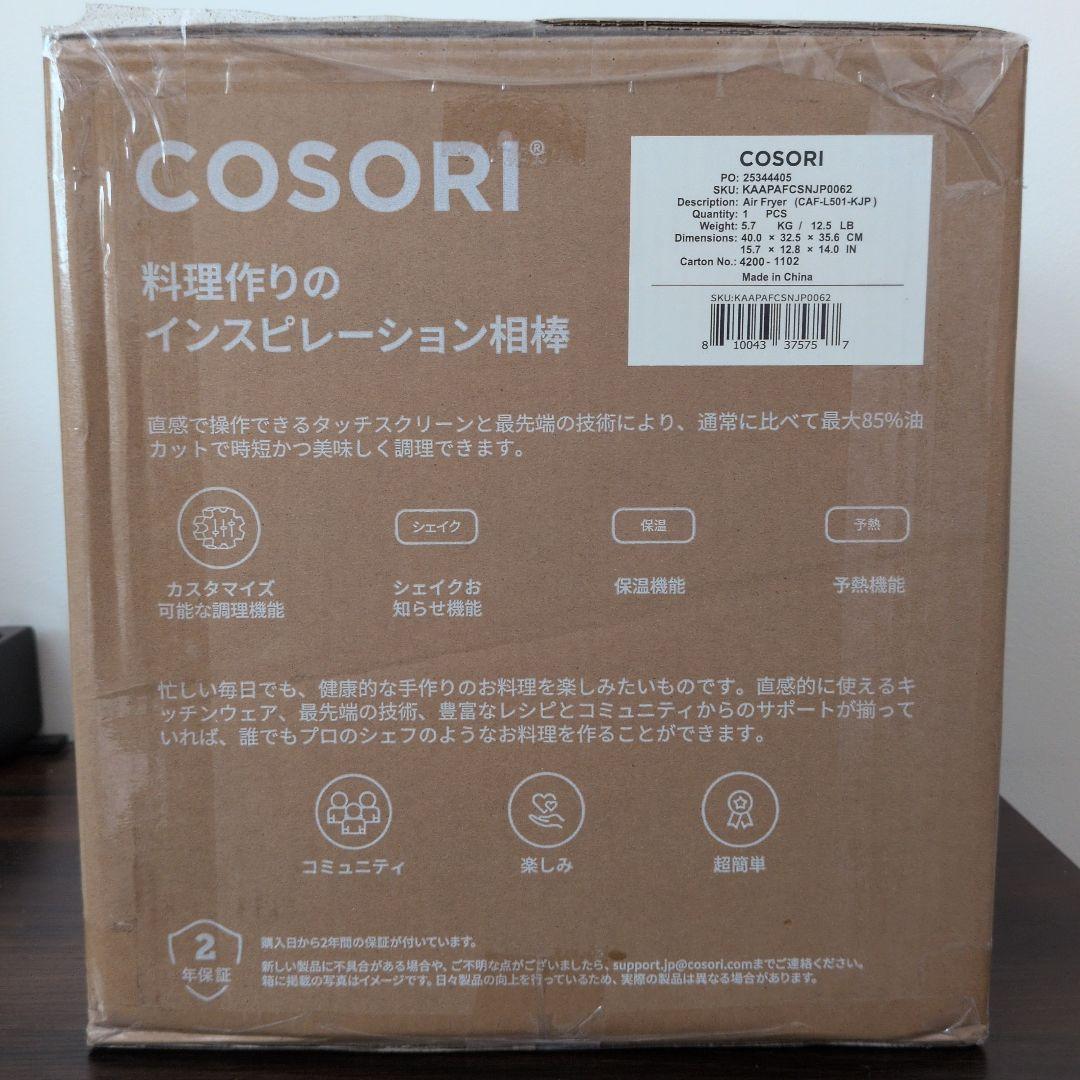 COSORI®
料理作りの
インスピレーション相棒
COSORI
PO: 25344405
SKU: KAAPAFCSNJP0062
Description: Air Fryer (CAF-L501-KJP)
Quantity: 1 PCS
Weight: 5.7 KG / 12.5 LB
Dimensions: 40.0 × 32.5 × 35.6 CM
15.7 × 12.8 × 14.0 IN
Carton No.: 4200 - 1102
Made in China
SKU:KAAPAFCSNJP0062
8 10043 37575 7
直感で操作できるタッチスクリーンと最先端の技術により、通常に比べて最大85%油
カットで時短かつ美味しく調理できます。
シェイク
保温
予熱
カスタマイズ
可能な調理機能
シェイクお
知らせ機能
保温機能
予熱機能
忙しい毎日でも、健康的な手作りのお料理を楽しみたいものです。直感的に使えるキ
ッチンウェア、最先端の技術、豊富なレシピとコミュニティからのサポートが揃って
いれば、誰でもプロのシェフのようなお料理を作ることができます。
コミュニティ
楽しみ
超簡単
2
年保証
購入日から2年間の保証が付いています。
新しい製品に不具合がある場合や、ご不明な点がございましたら、support.jp@cosori.comまでご連絡ください。
箱に掲載の写真はイメージです。日々製品の向上を行っているため、実際の製品は異なる場合があります。